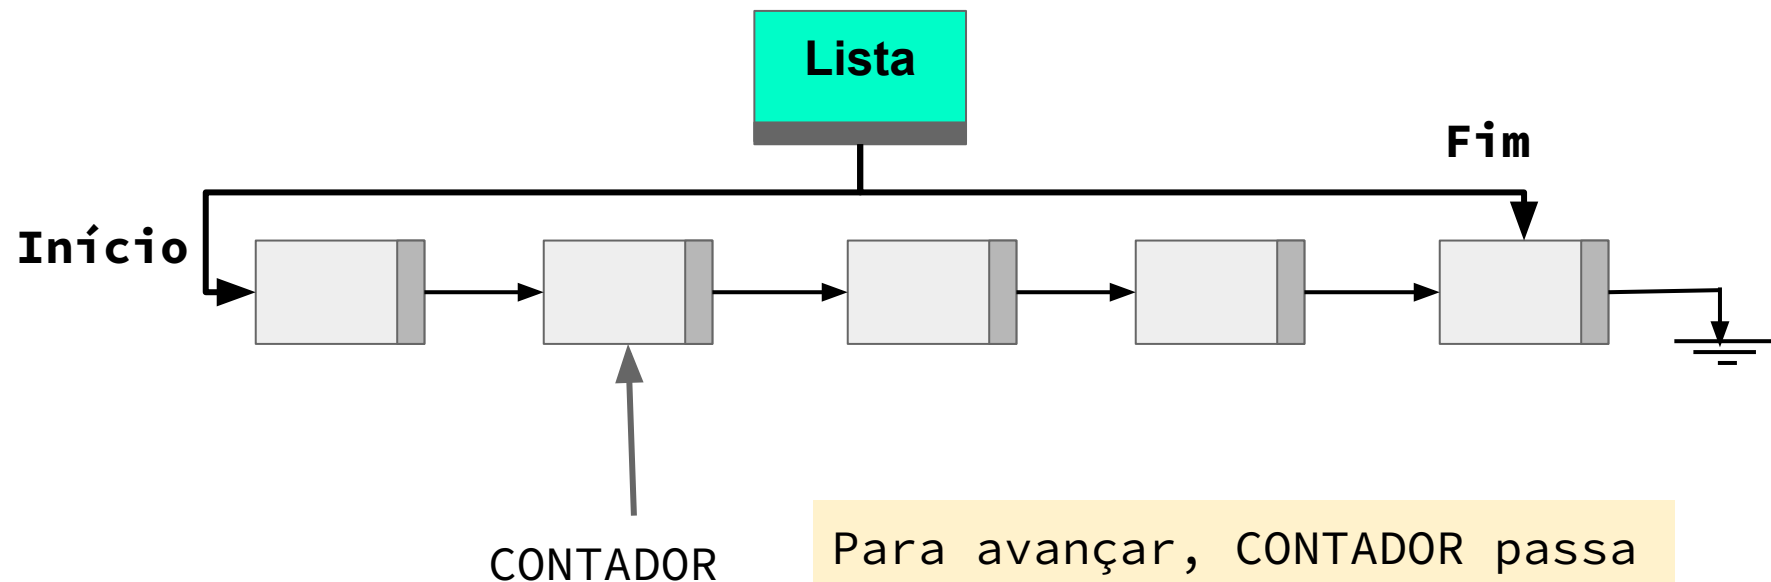 Lista
Fim
Início
CONTADOR
Para avançar, CONTADOR passa